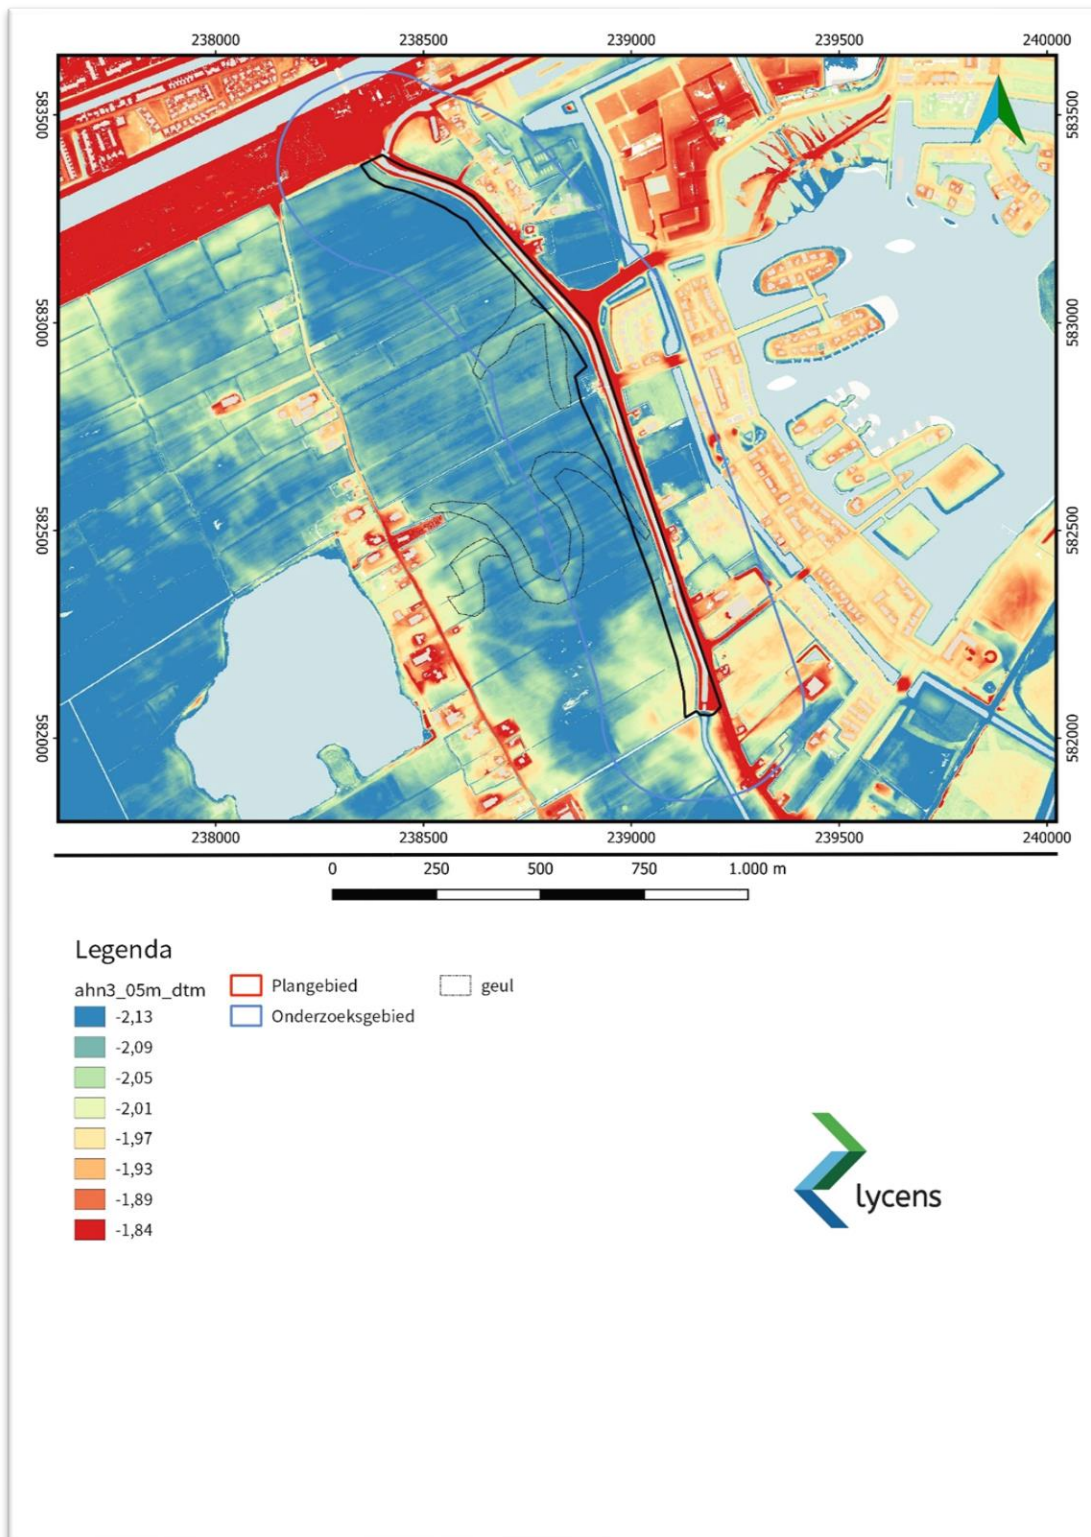 238000 238500 239000 239500 240000
583500 583500
583000 583000
582500 582500
582000 582000
238000 238500 239000 239500 240000
0 250 500 750 1.000 m
Legenda
ahn3_05m_dtm
-2,13
-2,09
-2,05
-2,01
-1,97
-1,93
-1,89
-1,84
Plangebied
Onderzoeksgebied
geul
lycens